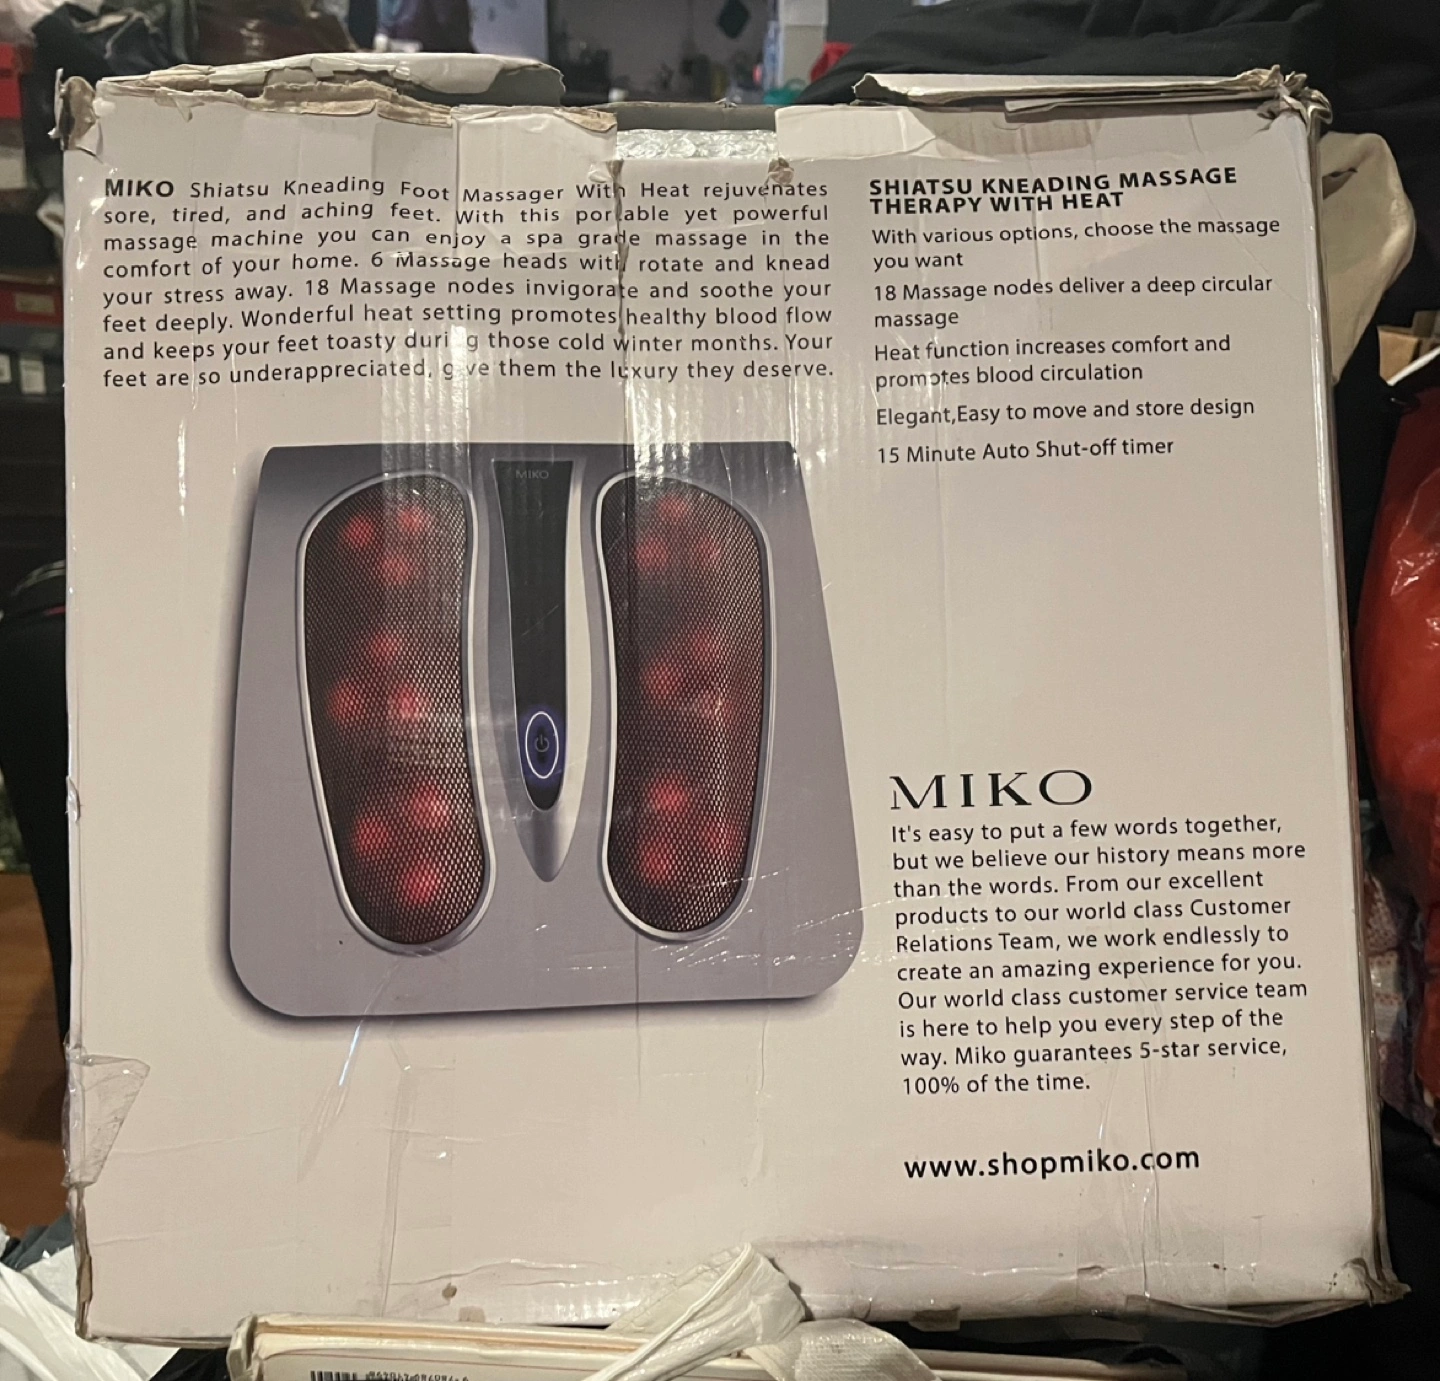 MIKO Shiatsu Kneading Foot Massager With Heat rejuvenates
sore, tired, and aching feet. With this portable yet powerful
massage machine you can enjoy a spa grade massage in the
comfort of your home. 6 Massage heads with rotate and knead
your stress away. 18 Massage nodes invigorate and soothe your
feet deeply. Wonderful heat setting promotes healthy blood flow
and keeps your feet toasty during those cold winter months. Your
feet are so underappreciated, give them the luxury they deserve.
MIKO
SHIATSU KNEADING MASSAGE
THERAPY WITH HEAT
With various options, choose the massage
you want
18 Massage nodes deliver a deep circular
massage
Heat function increases comfort and
promotes blood circulation
Elegant,Easy to move and store design
15 Minute Auto Shut-off timer
MIKO
It's easy to put a few words together,
but we believe our history means more
than the words. From our excellent
products to our world class Customer
Relations Team, we work endlessly to
create an amazing experience for you.
Our world class customer service team
is here to help you every step of the
way. Miko guarantees 5-star service,
100% of the time.
www.shopmiko.com